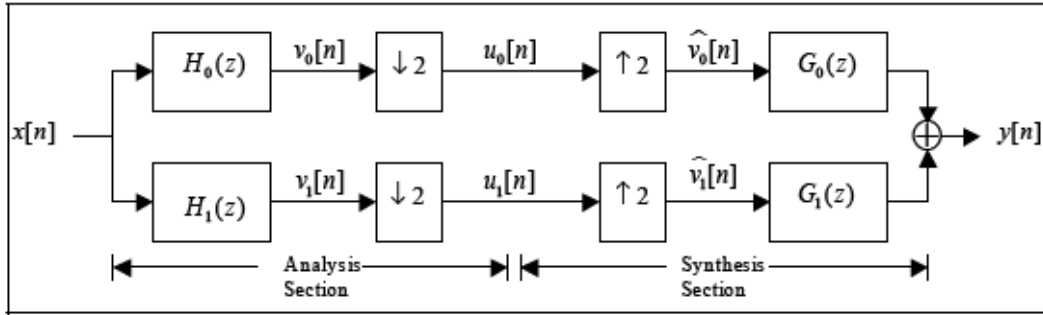 H₀(z) v₀[n] ↓2 u₀[n] ↑2 v̂₀[n] G₀(z)
x[n] y[n]
H₁(z) v₁[n] ↓2 u₁[n] ↑2 v̂₁[n] G₁(z)
Analysis Section
Synthesis Section